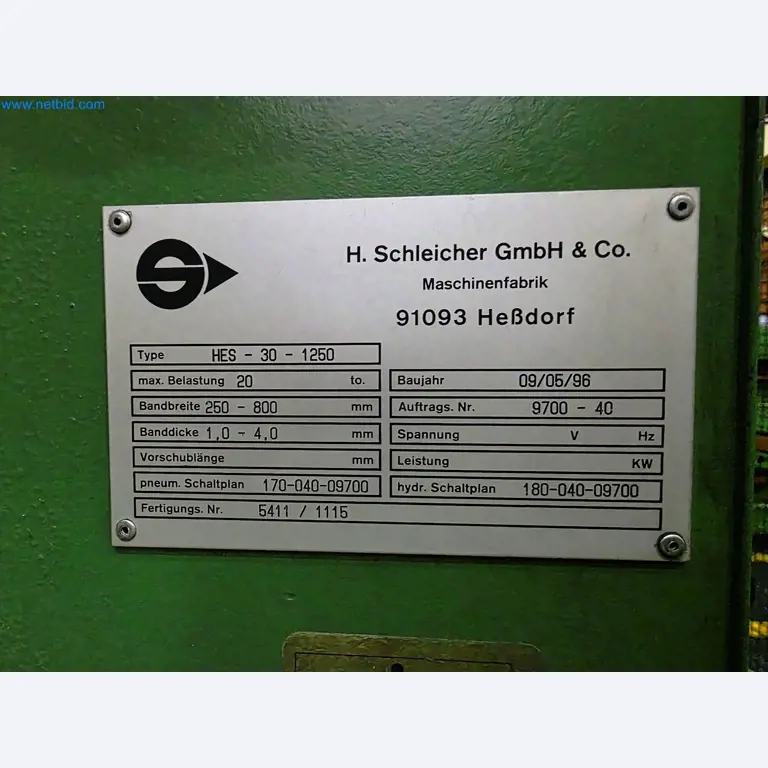 www.netbid.com
H. Schleicher GmbH & Co.
Maschinenfabrik
91093 Heßdorf
Type HES - 30 - 1250
max. Belastung 20 to.
Baujahr 09/05/96
Bandbreite 250 - 800 mm
Auftrags. Nr. 9700 - 40
Banddicke 1,0 - 4,0 mm
Spannung V Hz
Vorschublänge mm
Leistung KW
pneum. Schaltplan 170-040-09700
hydr. Schaltplan 180-040-09700
Fertigungs. Nr. 5411 / 1115